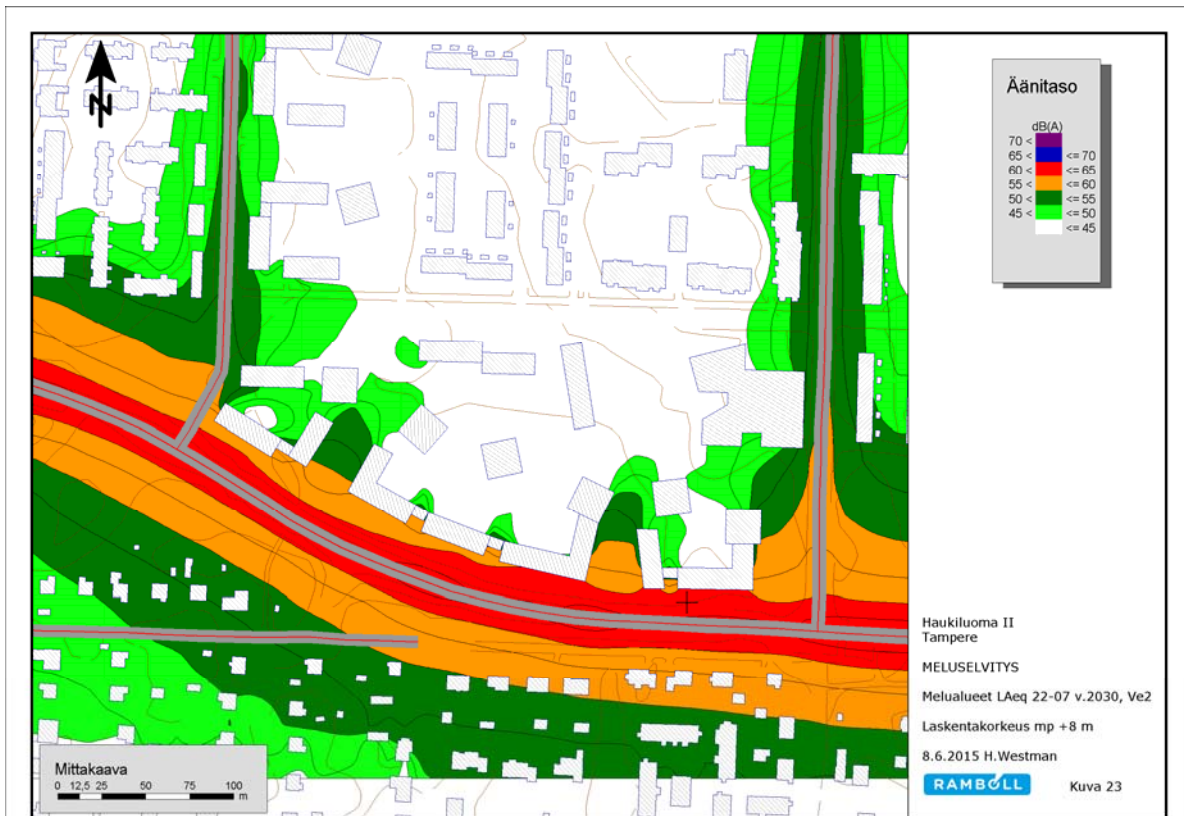 N
Äänitaso
dB(A)
70 <
65 < <= 70
60 < <= 65
55 < <= 60
50 < <= 55
45 < <= 50
<= 45
Haukiluoma II
Tampere
MELUSELVITYS
Melualueet LAeq 22-07 v.2030, Ve2
Laskentakorkeus mp +8 m
8.6.2015 H.Westman
RAMBOLL Kuva 23
Mittakaava
0 12,5 25 50 75 100
m